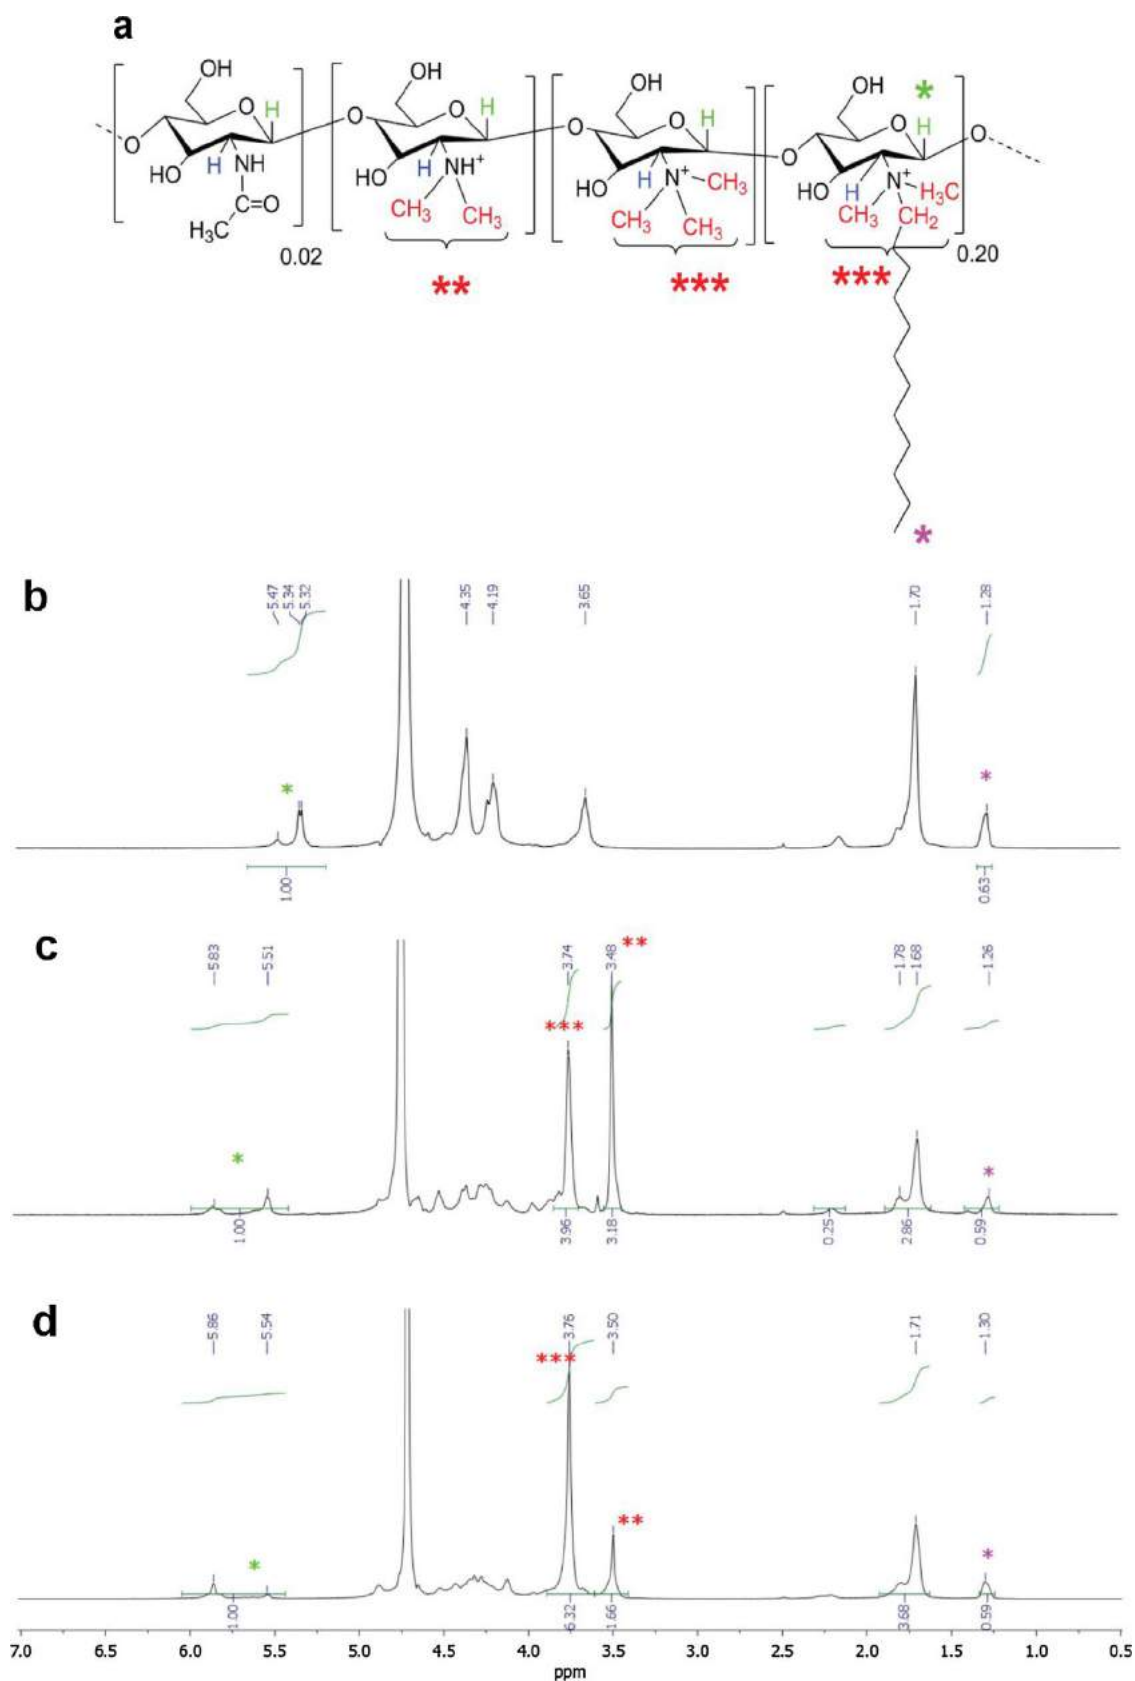 a
OH OH OH OH *
O H O H O H O H O
O O O O
H NH H NH+ H N+ CH3 H N+ H3C
HO HO HO HO
C=O CH3 CH3 CH3 CH3 CH3 CH2
H3C
0.02 ** *** *** 0.20
*
b
5.47 5.34 5.32 4.35 4.19 3.65 1.70 1.28
* *
1.00 0.63
c
5.83 5.51 3.74 3.48 ** 1.78 1.68 1.26
***
* *
1.00 3.96 3.18 0.25 2.86 0.59
d
5.86 5.54 3.76 3.50 1.71 1.30
***
**
* *
1.00 6.32 1.66 3.68 0.59
7.0 6.5 6.0 5.5 5.0 4.5 4.0 3.5 3.0 2.5 2.0 1.5 1.0 0.5
ppm